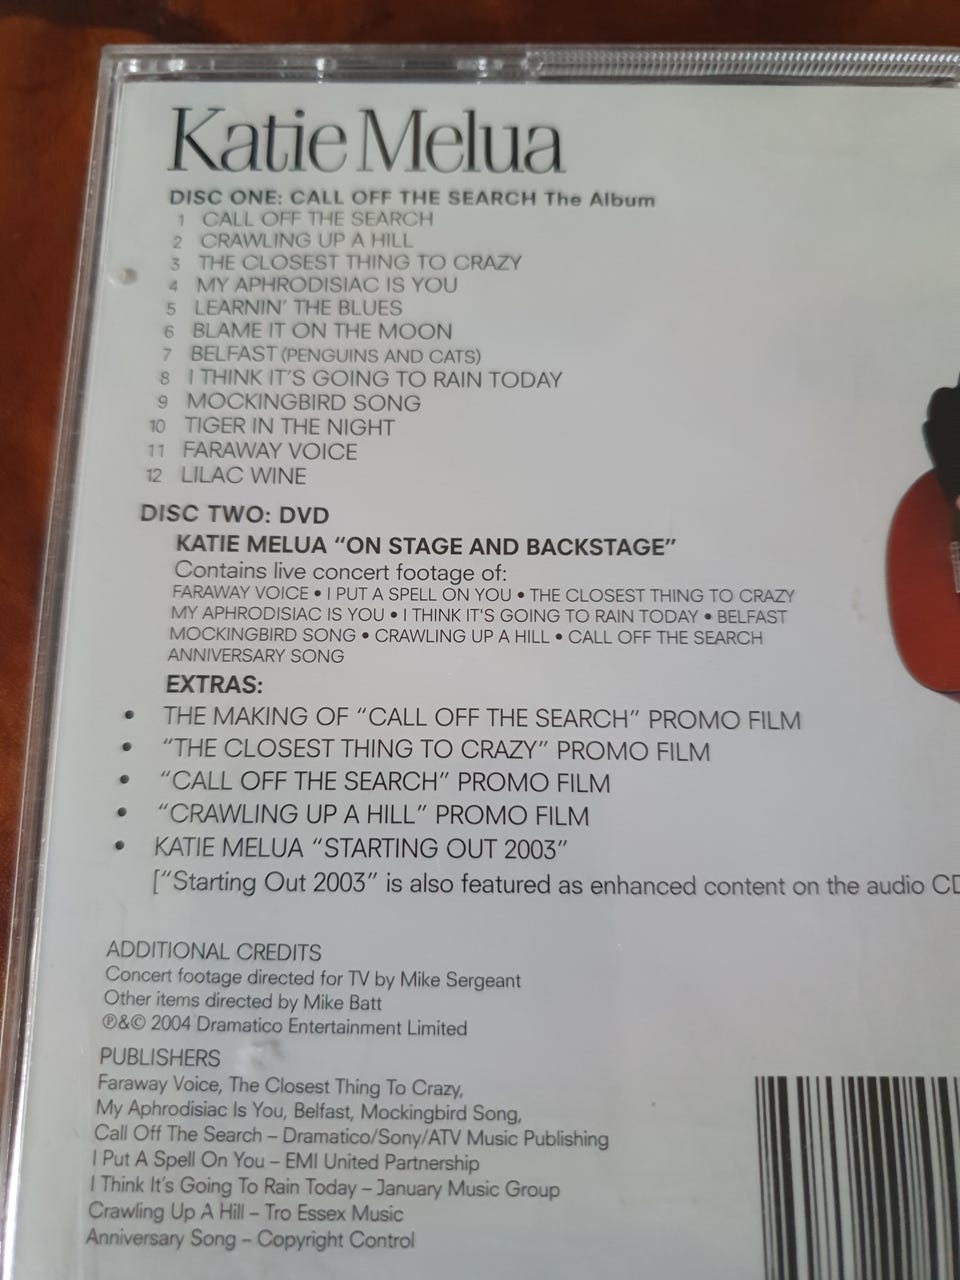 Katie Melua
DISC ONE: CALL OFF THE SEARCH The Album
1 CALL OFF THE SEARCH
2 CRAWLING UP A HILL
3 THE CLOSEST THING TO CRAZY
4 MY APHRODISIAC IS YOU
5 LEARNIN' THE BLUES
6 BLAME IT ON THE MOON
7 BELFAST (PENGUINS AND CATS)
8 I THINK IT'S GOING TO RAIN TODAY
9 MOCKINGBIRD SONG
10 TIGER IN THE NIGHT
11 FARAWAY VOICE
12 LILAC WINE
DISC TWO: DVD
KATIE MELUA "ON STAGE AND BACKSTAGE"
Contains live concert footage of:
FARAWAY VOICE • I PUT A SPELL ON YOU • THE CLOSEST THING TO CRAZY
MY APHRODISIAC IS YOU • I THINK IT'S GOING TO RAIN TODAY • BELFAST
MOCKINGBIRD SONG • CRAWLING UP A HILL • CALL OFF THE SEARCH
ANNIVERSARY SONG
EXTRAS:
• THE MAKING OF "CALL OFF THE SEARCH" PROMO FILM
• "THE CLOSEST THING TO CRAZY" PROMO FILM
• "CALL OFF THE SEARCH" PROMO FILM
• "CRAWLING UP A HILL" PROMO FILM
• KATIE MELUA "STARTING OUT 2003"
["Starting Out 2003" is also featured as enhanced content on the audio CD
ADDITIONAL CREDITS
Concert footage directed for TV by Mike Sergeant
Other items directed by Mike Batt
℗&© 2004 Dramatico Entertainment Limited
PUBLISHERS
Faraway Voice, The Closest Thing To Crazy,
My Aphrodisiac Is You, Belfast, Mockingbird Song,
Call Off The Search – Dramatico/Sony/ATV Music Publishing
I Put A Spell On You – EMI United Partnership
I Think It's Going To Rain Today – January Music Group
Crawling Up A Hill – Tro Essex Music
Anniversary Song – Copyright Control